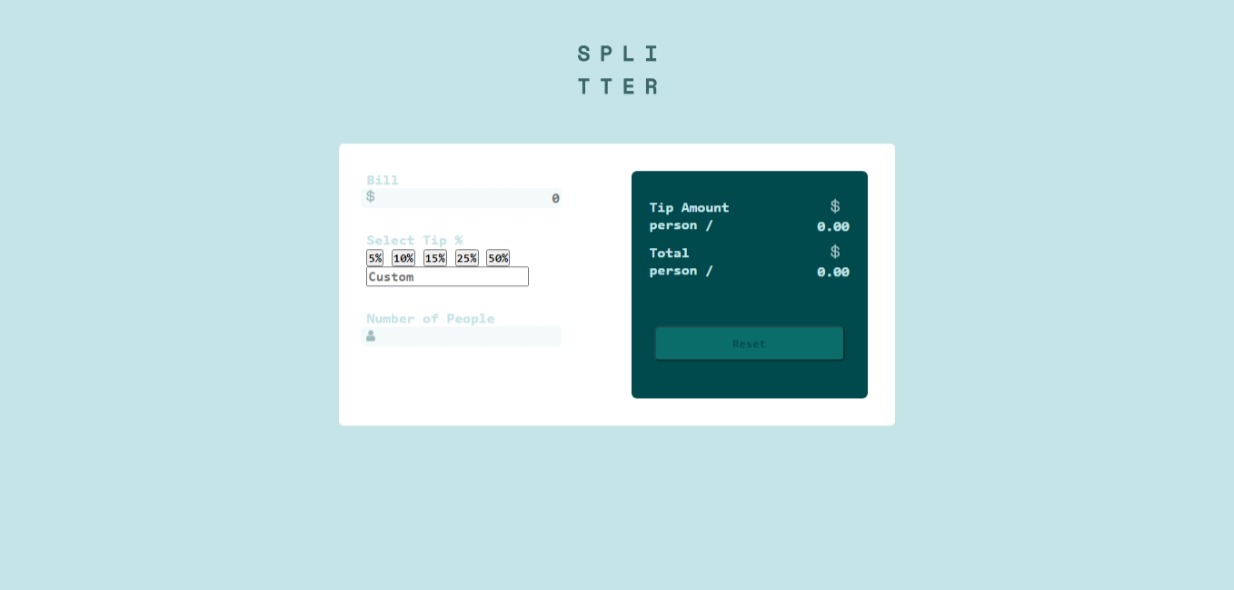 SPLI
TTER
Bill
$ 0
Select Tip %
5% 10% 15% 25% 50%
Custom
Number of People
Tip Amount $
person / 0.00
Total $
person / 0.00
Reset